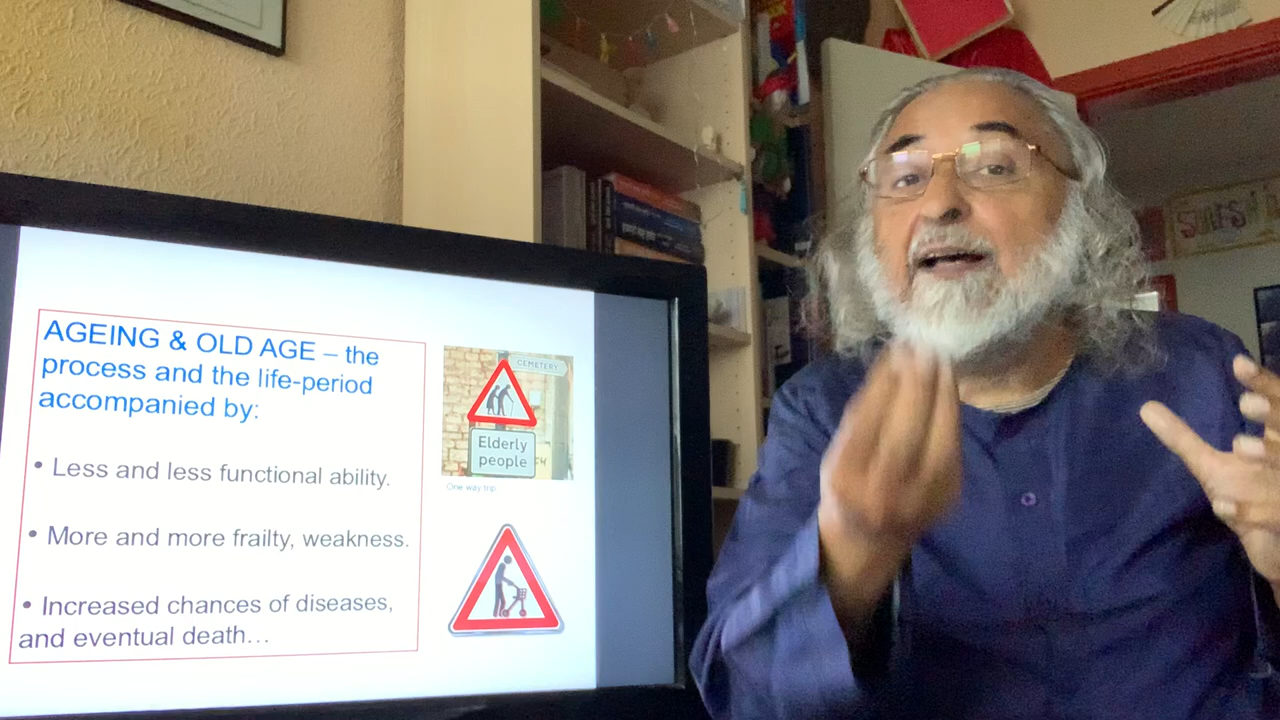 AGEING & OLD AGE – the
process and the life-period
accompanied by:
• Less and less functional ability.
• More and more frailty, weakness.
• Increased chances of diseases,
and eventual death…
CEMETERY
Elderly
people
One way trip